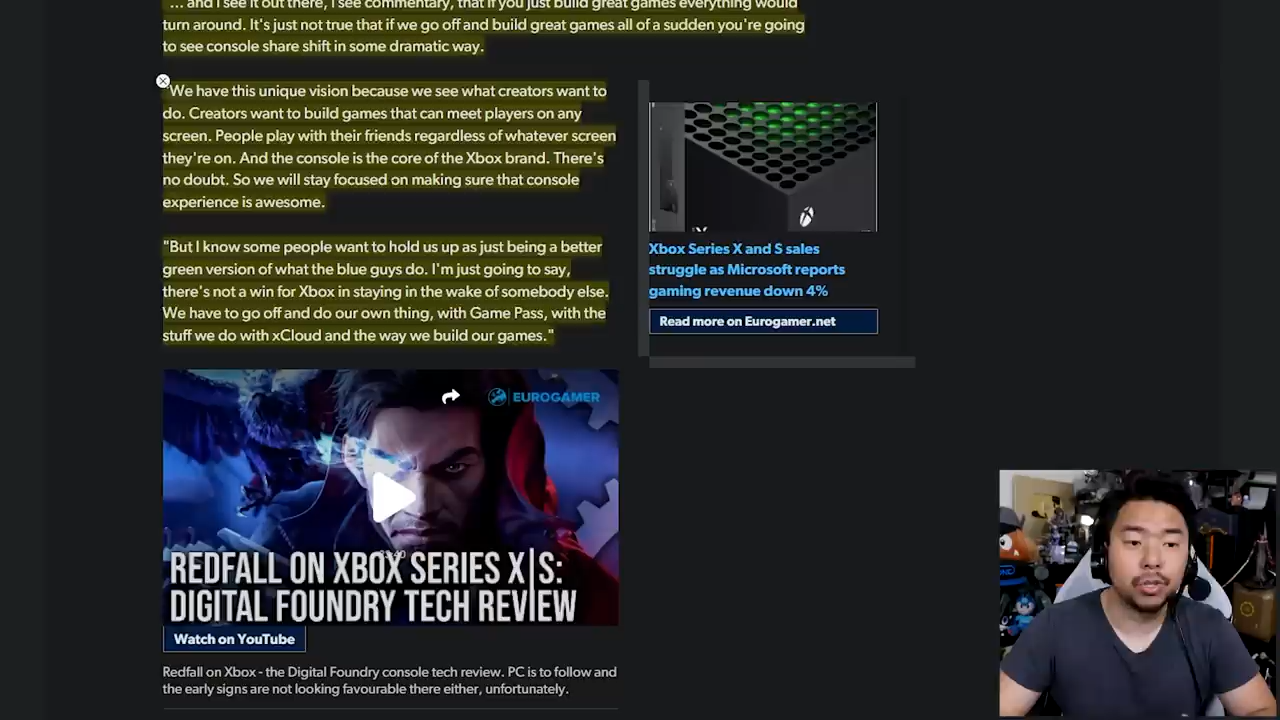 "... and I see it out there, I see commentary, that if you just build great games everything would
turn around. It's just not true that if we go off and build great games all of a sudden you're going
to see console share shift in some dramatic way.
"We have this unique vision because we see what creators want to
do. Creators want to build games that can meet players on any
screen. People play with their friends regardless of whatever screen
they're on. And the console is the core of the Xbox brand. There's
no doubt. So we will stay focused on making sure that console
experience is awesome.
"But I know some people want to hold us up as just being a better
green version of what the blue guys do. I'm just going to say,
there's not a win for Xbox in staying in the wake of somebody else.
We have to go off and do our own thing, with Game Pass, with the
stuff we do with xCloud and the way we build our games."
Xbox Series X and S sales
struggle as Microsoft reports
gaming revenue down 4%
Read more on Eurogamer.net
EUROGAMER
REDFALL ON XBOX SERIES X|S:
DIGITAL FOUNDRY TECH REVIEW
Watch on YouTube
Redfall on Xbox - the Digital Foundry console tech review. PC is to follow and
the early signs are not looking favourable there either, unfortunately.